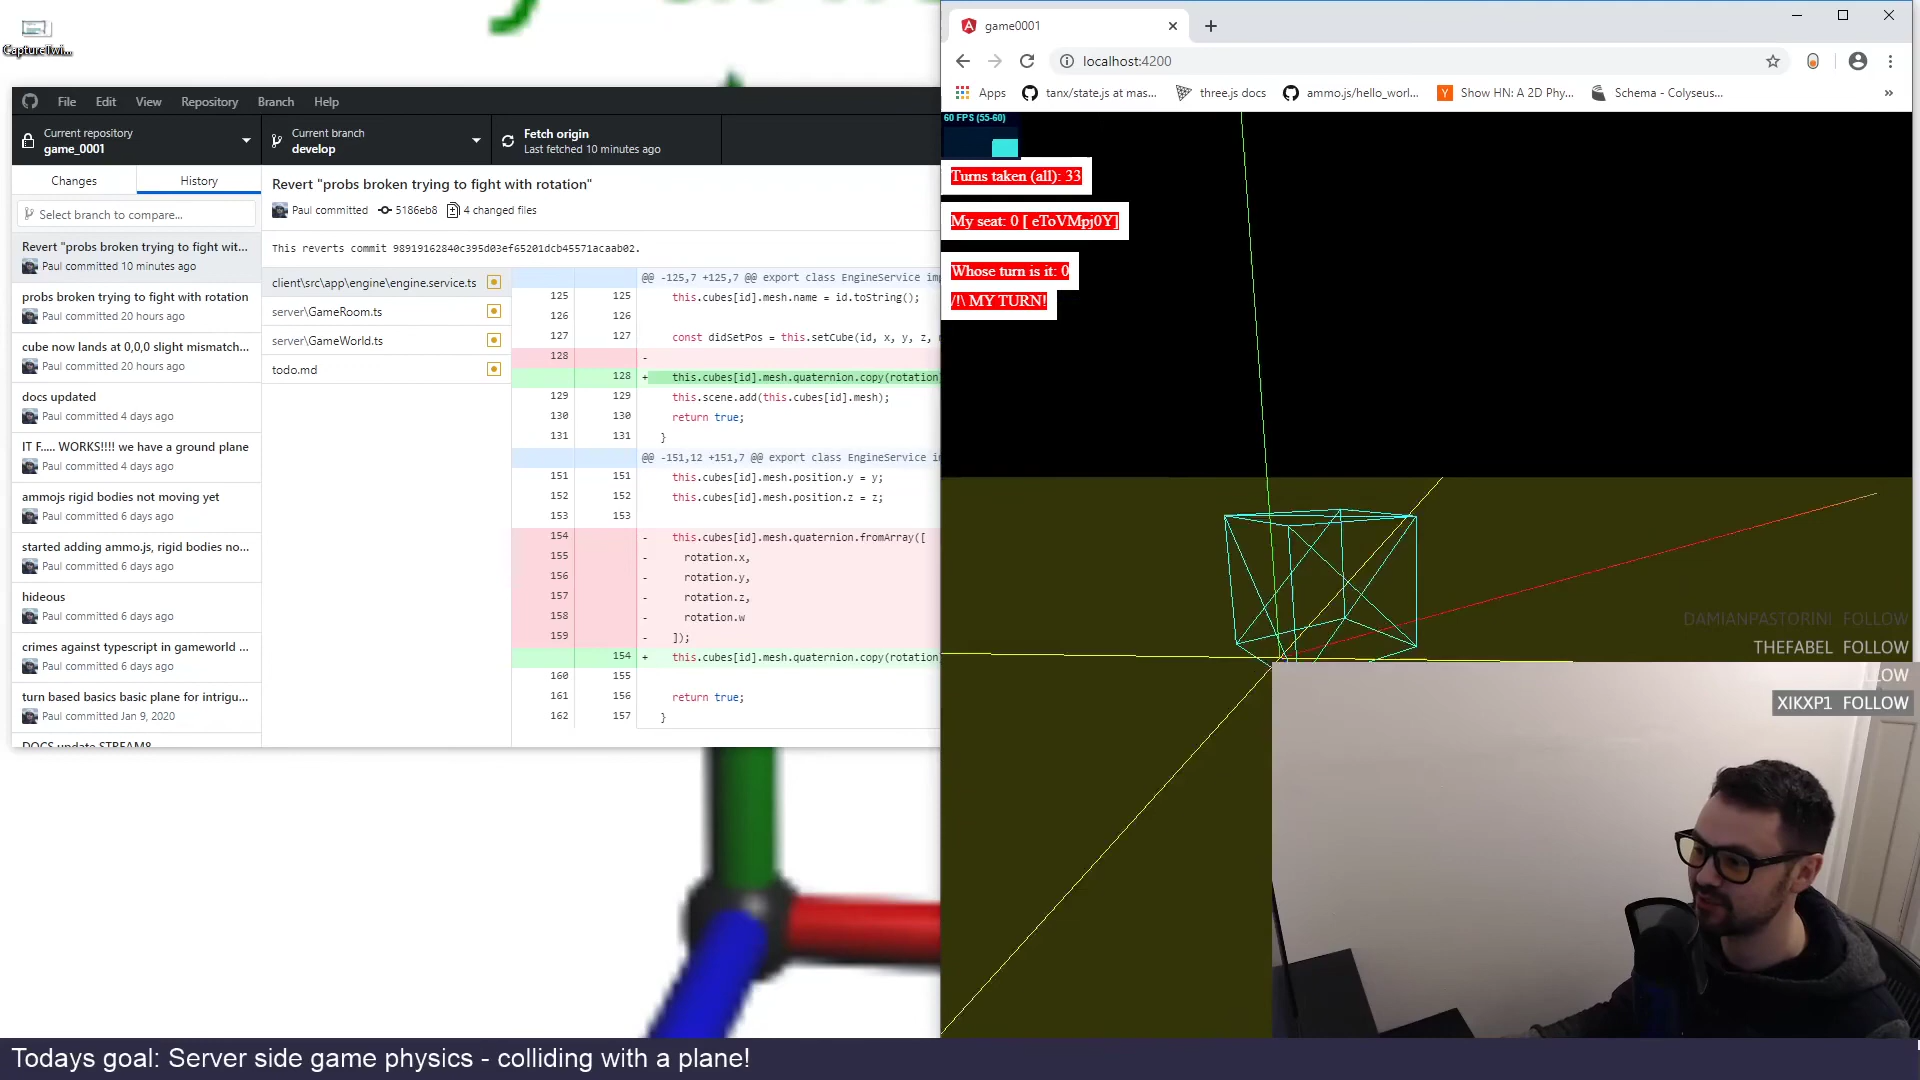 CaptureTwi...
File Edit View Repository Branch Help
Current repository
game_0001
Current branch
develop
Fetch origin
Last fetched 10 minutes ago
Changes
History
Select branch to compare...
Revert "probs broken trying to fight wit...
Paul committed 10 minutes ago
probs broken trying to fight with rotation
Paul committed 20 hours ago
cube now lands at 0,0,0 slight mismatch...
Paul committed 20 hours ago
docs updated
Paul committed 4 days ago
IT F..... WORKS!!!! we have a ground plane
Paul committed 4 days ago
ammojs rigid bodies not moving yet
Paul committed 6 days ago
started adding ammo.js, rigid bodies no...
Paul committed 6 days ago
hideous
Paul committed 6 days ago
crimes against typescript in gameworld ...
Paul committed 6 days ago
turn based basics basic plane for intrigu...
Paul committed Jan 9, 2020
DOCS update STREAM8
Revert "probs broken trying to fight with rotation"
Paul committed 5186eb8 4 changed files
This reverts commit 98919162840c395d03ef65201dcb45571acaab02.
client\src\app\engine\engine.service.ts
server\GameRoom.ts
server\GameWorld.ts
todo.md
@@ -125,7 +125,7 @@ export class EngineService im
125 125 this.cubes[id].mesh.name = id.toString();
126 126
127 127 const didSetPos = this.setCube(id, x, y, z,
128 -
128 + this.cubes[id].mesh.quaternion.copy(rotation)
129 129 this.scene.add(this.cubes[id].mesh);
130 130 return true;
131 131 }
@@ -151,12 +151,7 @@ export class EngineService i
151 151 this.cubes[id].mesh.position.y = y;
152 152 this.cubes[id].mesh.position.z = z;
153 153
154 - this.cubes[id].mesh.quaternion.fromArray([
155 - rotation.x,
156 - rotation.y,
157 - rotation.z,
158 - rotation.w
159 - ]);
154 + this.cubes[id].mesh.quaternion.copy(rotation)
160 155
161 156 return true;
162 157 }
game0001
localhost:4200
Apps tanx/state.js at mas... three.js docs ammo.js/hello_worl... Show HN: A 2D Phy... Schema - Colyseus... »
60 FPS (55-60)
Turns taken (all): 33
My seat: 0 [ eToVMpj0Y]
Whose turn is it: 0
/!\ MY TURN!
DAMIANPASTORINI FOLLOW
THEFABEL FOLLOW
LLOW
XIKXP1 FOLLOW
Todays goal: Server side game physics - colliding with a plane!